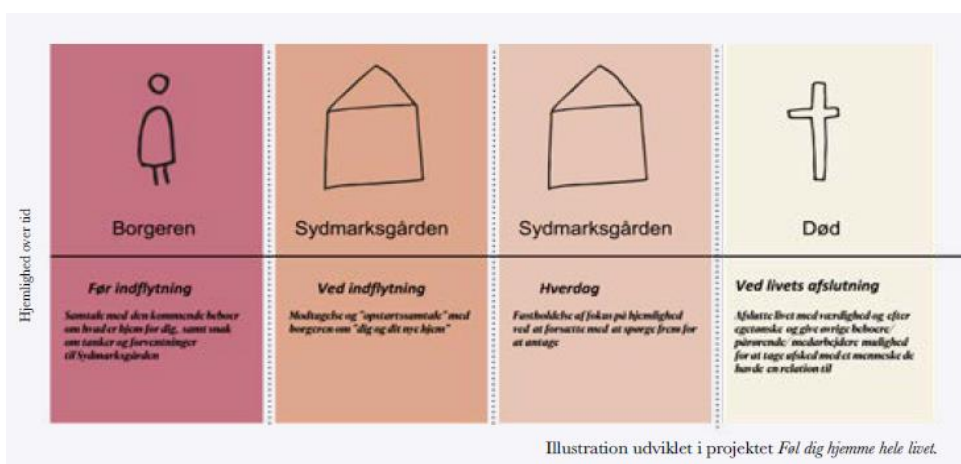 Hjemlighed over tid
Borgeren
Før indflytning
Samtale med den kommende beboer
om hvad er hjem for dig, samt snak
om tanker og forventninger
til Sydmarksgården
Sydmarksgården
Ved indflytning
Modtagelse og "opstartssamtale" med
borgeren om "dig og dit nye hjem"
Sydmarksgården
Hverdag
Fastholdelse af fokus på hjemlighed
ved at forsætte med at spørge frem for
at antage
Død
Ved livets afslutning
Afslutte livet med værdighed og efter
eget ønske og give øvrige beboere/
pårørende/ medarbejdere mulighed
for at tage afsked med et menneske de
havde en relation til
Illustration udviklet i projektet Føl dig hjemme hele livet.